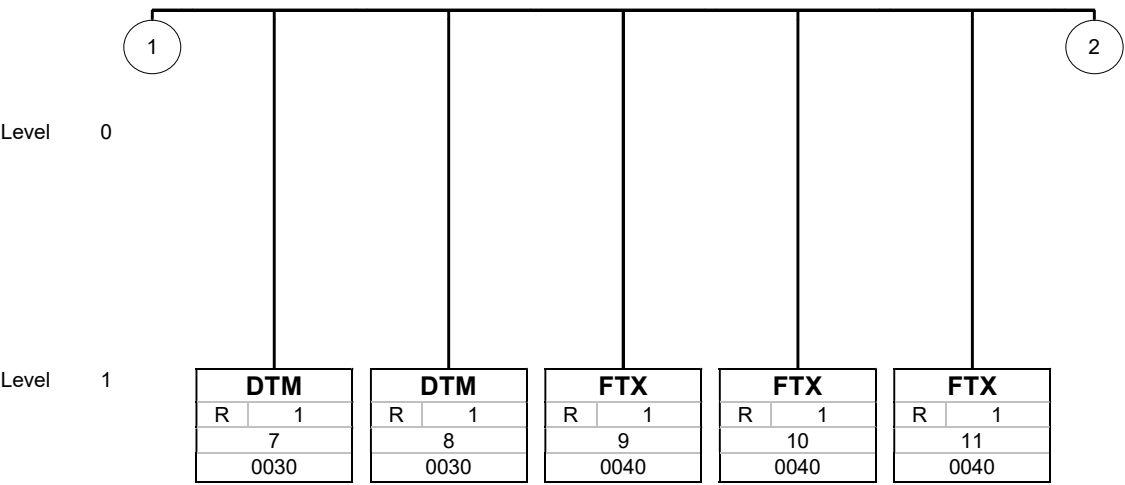 1 2
Level 0
Level 1
DTM DTM FTX FTX FTX
R 1 R 1 R 1 R 1 R 1
7 8 9 10 11
0030 0030 0040 0040 0040